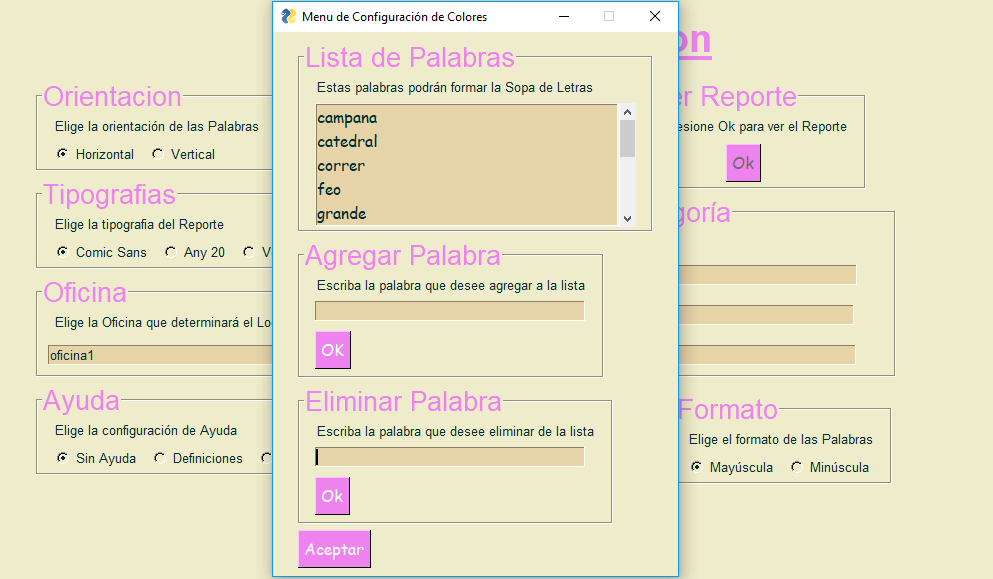 Menu de Configuración de Colores
Lista de Palabras
Estas palabras podrán formar la Sopa de Letras
campana
catedral
correr
feo
grande
Agregar Palabra
Escriba la palabra que desee agregar a la lista
OK
Eliminar Palabra
Escriba la palabra que desee eliminar de la lista
Ok
Aceptar
Orientacion
Elige la orientación de las Palabras
Horizontal Vertical
Tipografias
Elige la tipografia del Reporte
Comic Sans Any 20 V
Oficina
Elige la Oficina que determinará el Lo
oficina1
Ayuda
Elige la configuración de Ayuda
Sin Ayuda Definiciones
on
er Reporte
esione Ok para ver el Reporte
Ok
goría
Formato
Elige el formato de las Palabras
Mayúscula Minúscula